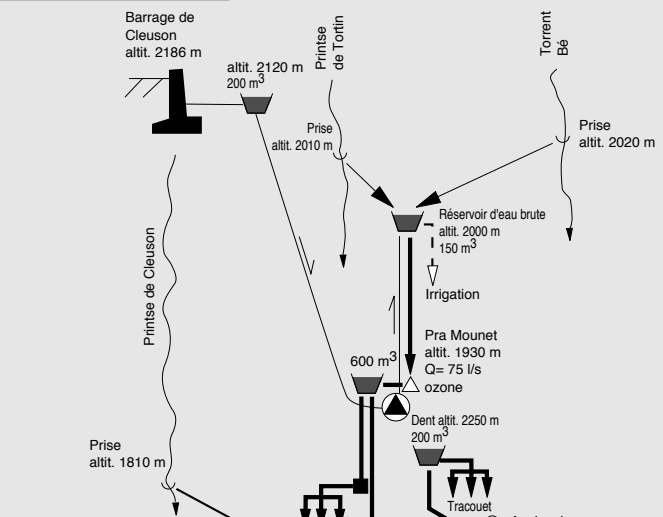 Barrage de
Cleuson
altit. 2186 m
altit. 2120 m
200 m3
Printse
de Tortin
Torrent
Bé
Prise
altit. 2010 m
Prise
altit. 2020 m
Réservoir d'eau brute
altit. 2000 m
150 m3
Irrigation
Printse de Cleuson
Pra Mounet
altit. 1930 m
Q= 75 l/s
ozone
600 m3
Dent altit. 2250 m
200 m3
Prise
altit. 1810 m
Tracouet